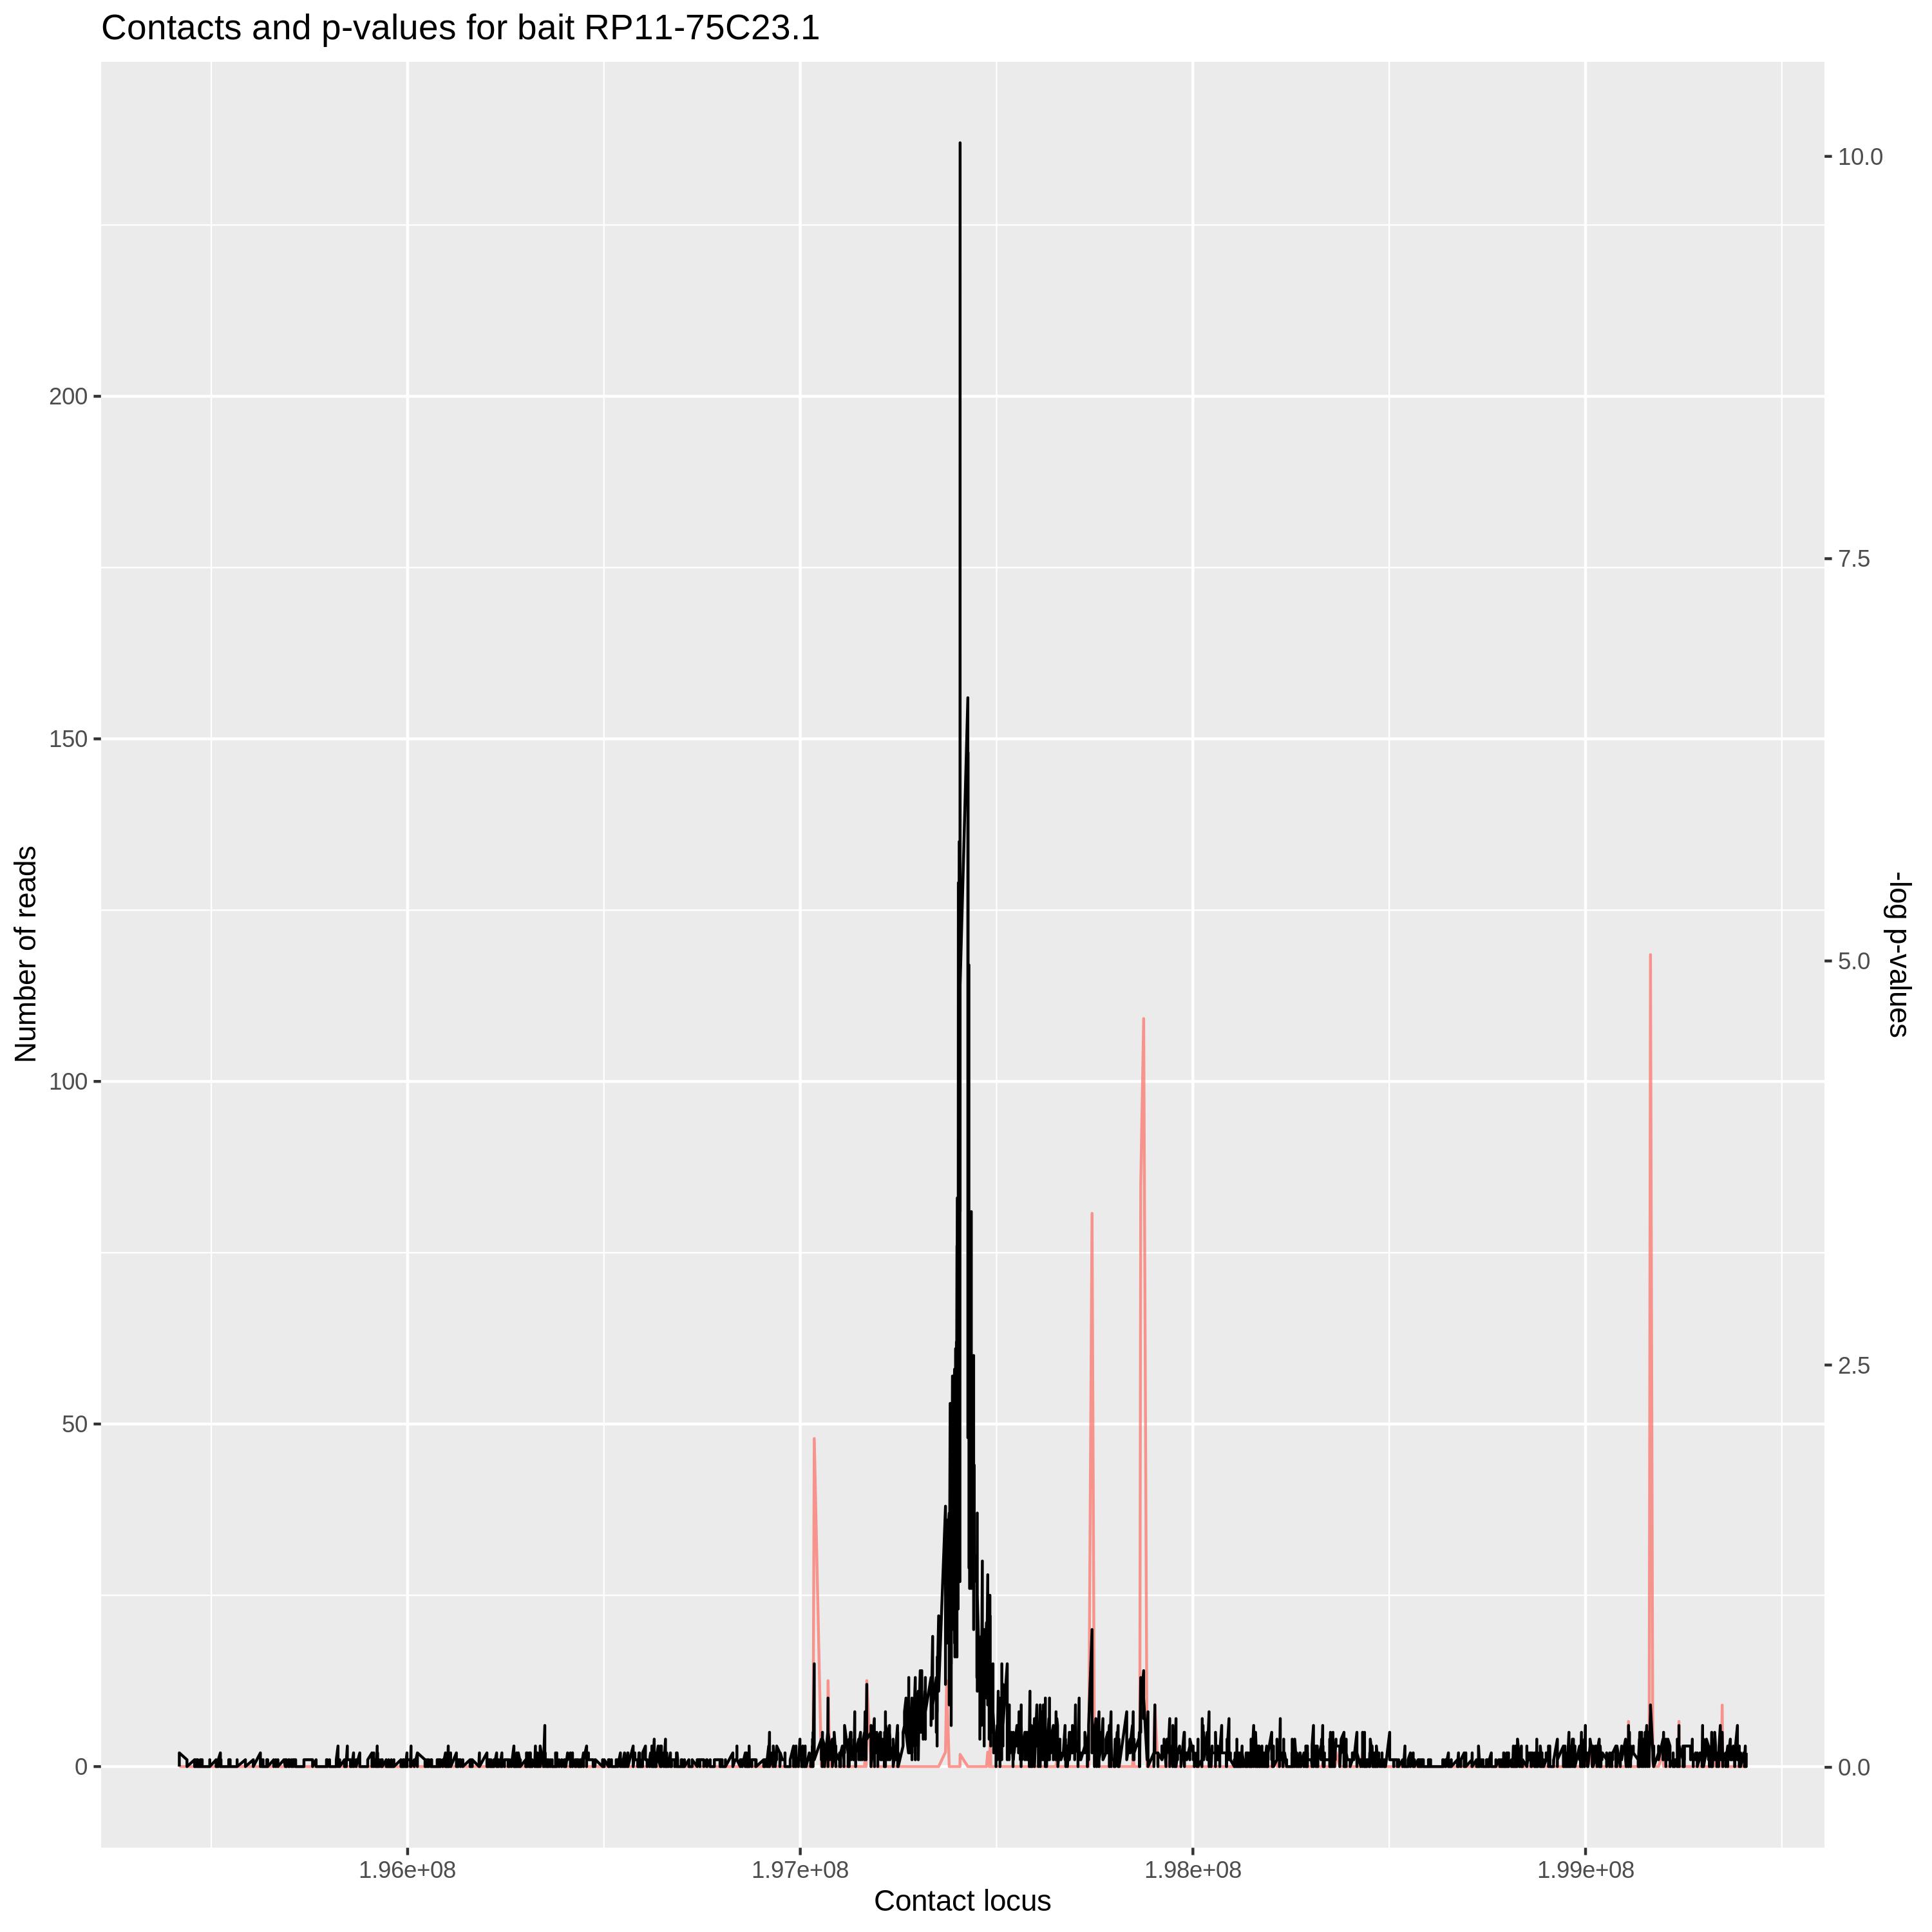 Contacts and p-values for bait RP11-75C23.1
Number of reads
200
150
100
50
0
10.0
7.5
5.0
2.5
0.0
-log p-values
1.96e+08
1.97e+08
1.98e+08
1.99e+08
Contact locus